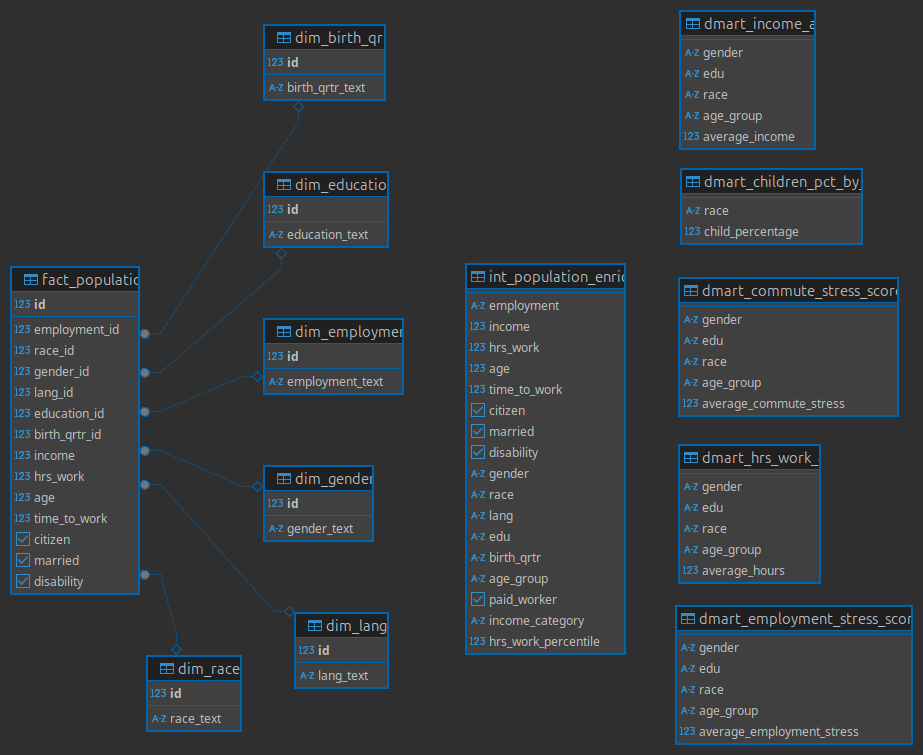 fact_populatio
123 id
123 employment_id
123 race_id
123 gender_id
123 lang_id
123 education_id
123 birth_qrtr_id
123 income
123 hrs_work
123 age
123 time_to_work
citizen
married
disability
dim_birth_qr
123 id
A-Z birth_qrtr_text
dim_educatio
123 id
A-Z education_text
dim_employmer
123 id
A-Z employment_text
dim_gender
123 id
A-Z gender_text
dim_lang
123 id
A-Z lang_text
dim_race
123 id
A-Z race_text
int_population_enric
A-Z employment
123 income
123 hrs_work
123 age
123 time_to_work
citizen
married
disability
A-Z gender
A-Z race
A-Z lang
A-Z edu
A-Z birth_qrtr
A-Z age_group
paid_worker
A-Z income_category
123 hrs_work_percentile
dmart_income_a
A-Z gender
A-Z edu
A-Z race
A-Z age_group
123 average_income
dmart_children_pct_by_
A-Z race
123 child_percentage
dmart_commute_stress_score
A-Z gender
A-Z edu
A-Z race
A-Z age_group
123 average_commute_stress
dmart_hrs_work_
A-Z gender
A-Z edu
A-Z race
A-Z age_group
123 average_hours
dmart_employment_stress_scor
A-Z gender
A-Z edu
A-Z race
A-Z age_group
123 average_employment_stress